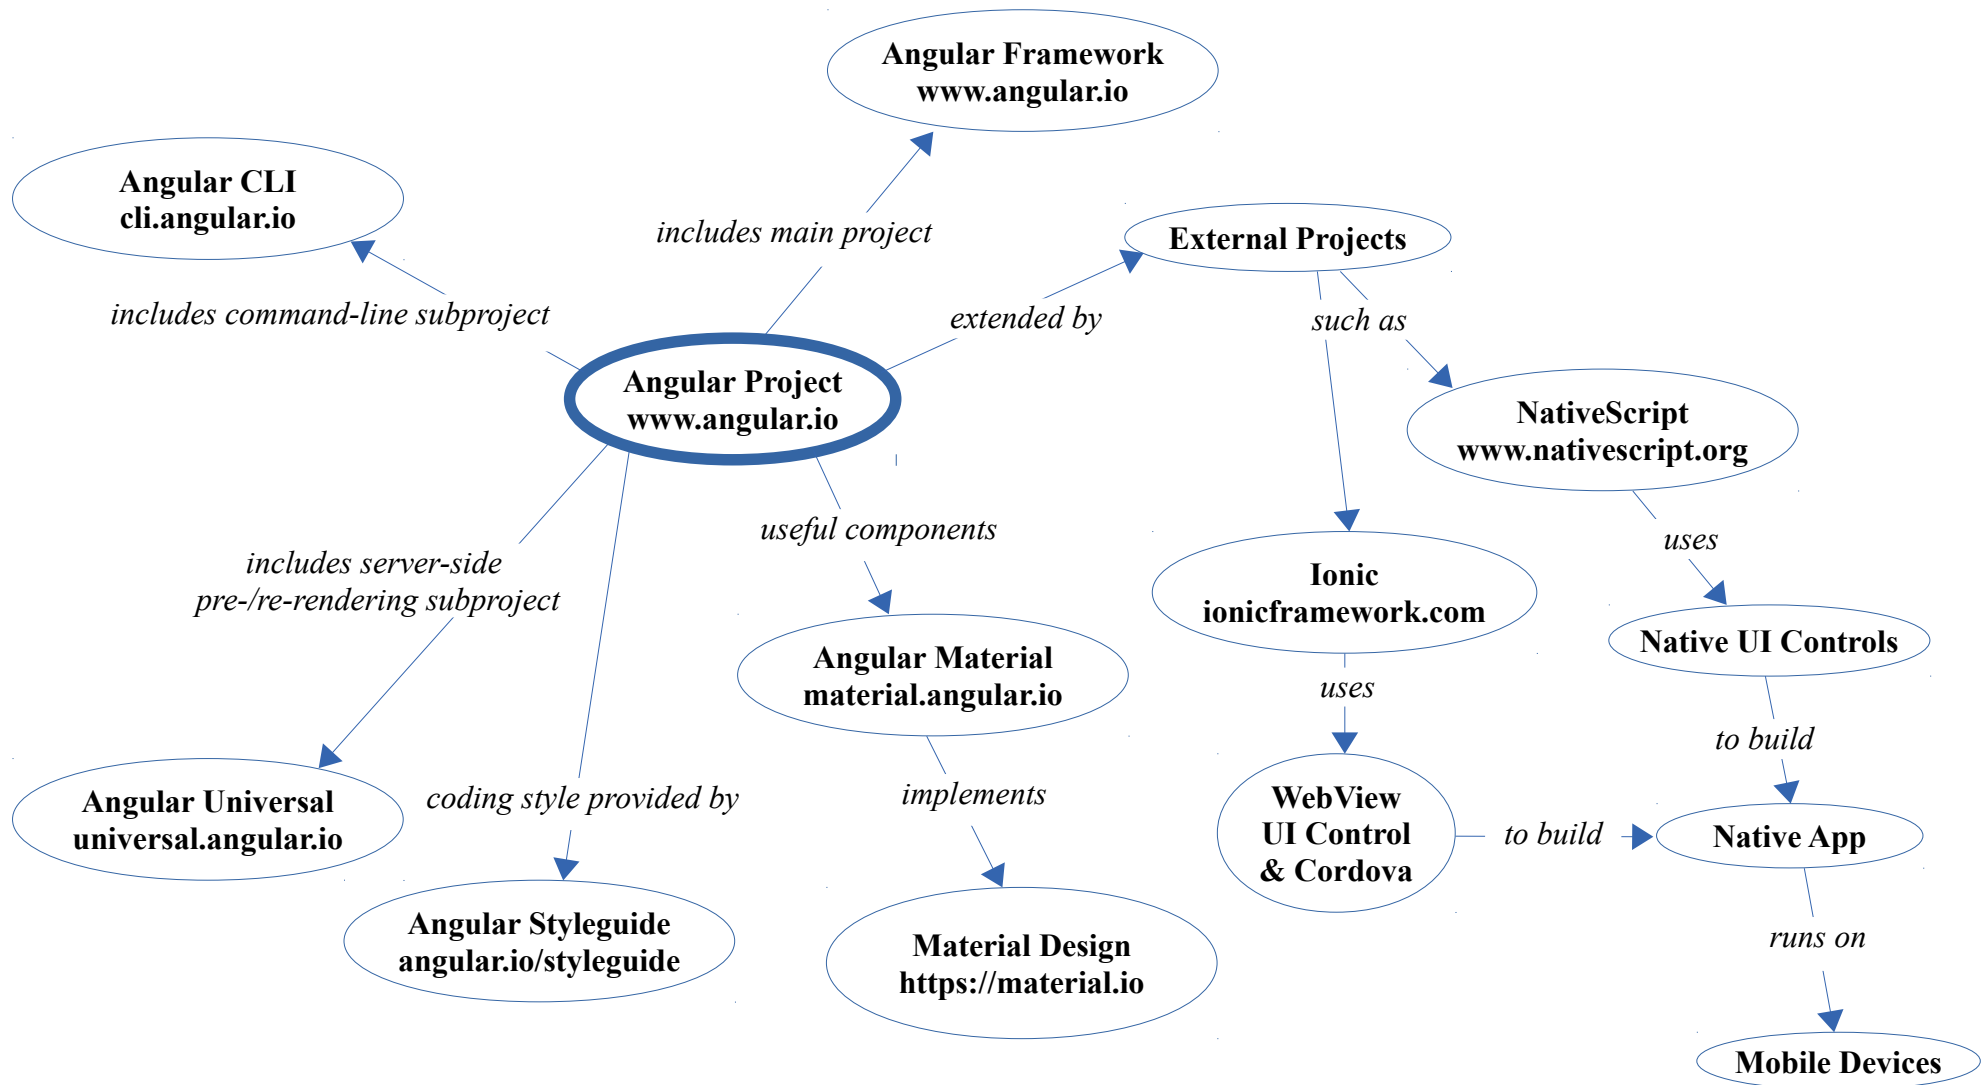 Angular Framework
www.angular.io
Angular CLI
cli.angular.io
includes main project
External Projects
includes command-line subproject
extended by
such as
Angular Project
www.angular.io
NativeScript
www.nativescript.org
useful components
uses
includes server-side
pre-/re-rendering subproject
Ionic
ionicframework.com
Native UI Controls
Angular Material
material.angular.io
uses
to build
Angular Universal
universal.angular.io
coding style provided by
implements
WebView
UI Control
& Cordova
to build
Native App
Angular Styleguide
angular.io/styleguide
Material Design
https://material.io
runs on
Mobile Devices